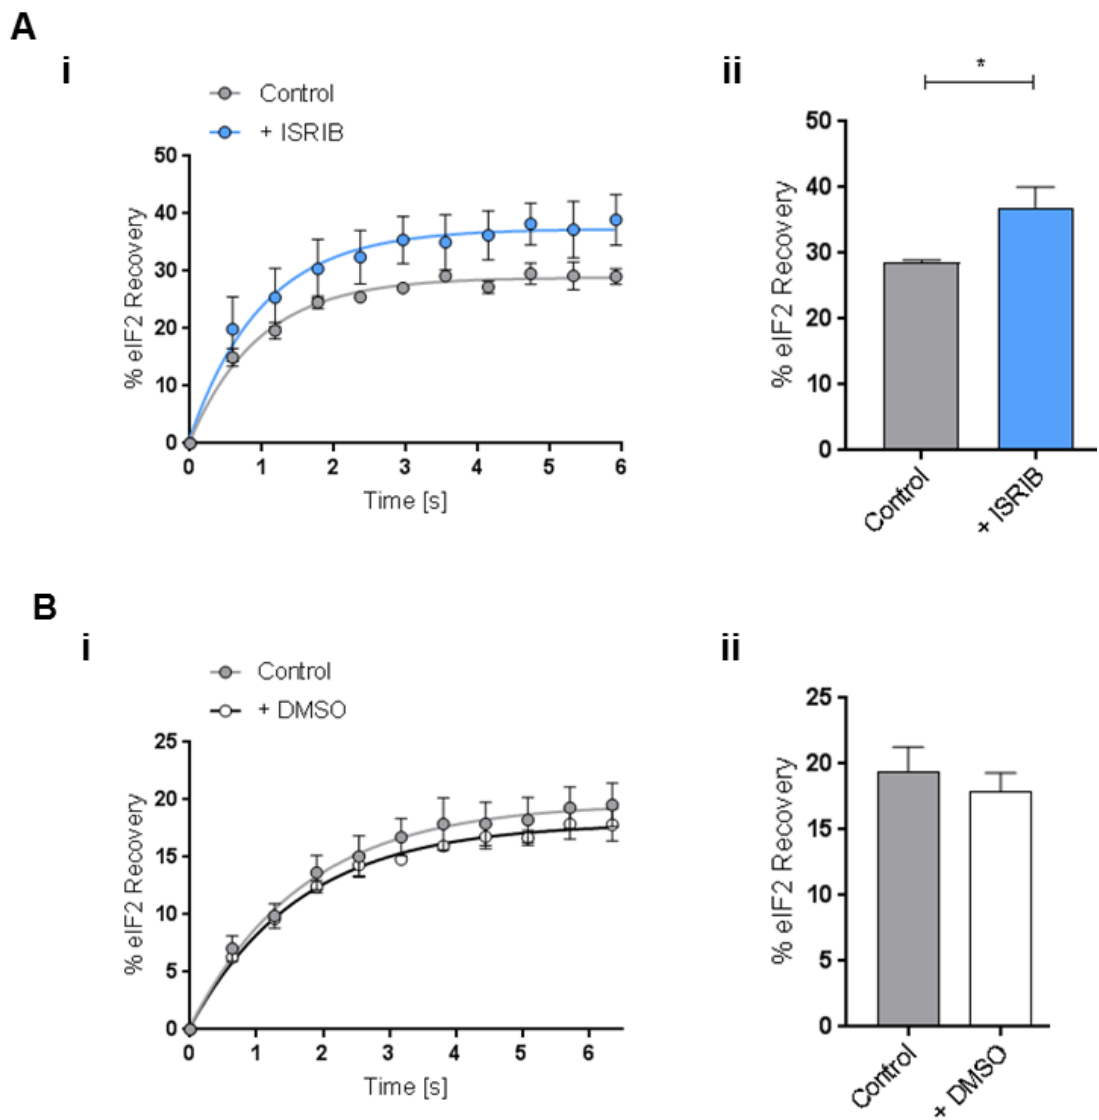 A
i
Control
+ ISRIB
% eIF2 Recovery
50
40
30
20
10
0
0 1 2 3 4 5 6
Time [s]
ii
*
% eIF2 Recovery
50
40
30
20
10
0
Control
+ ISRIB
B
i
Control
+ DMSO
% eIF2 Recovery
25
20
15
10
5
0
0 1 2 3 4 5 6
Time [s]
ii
% eIF2 Recovery
25
20
15
10
5
0
Control
+ DMSO